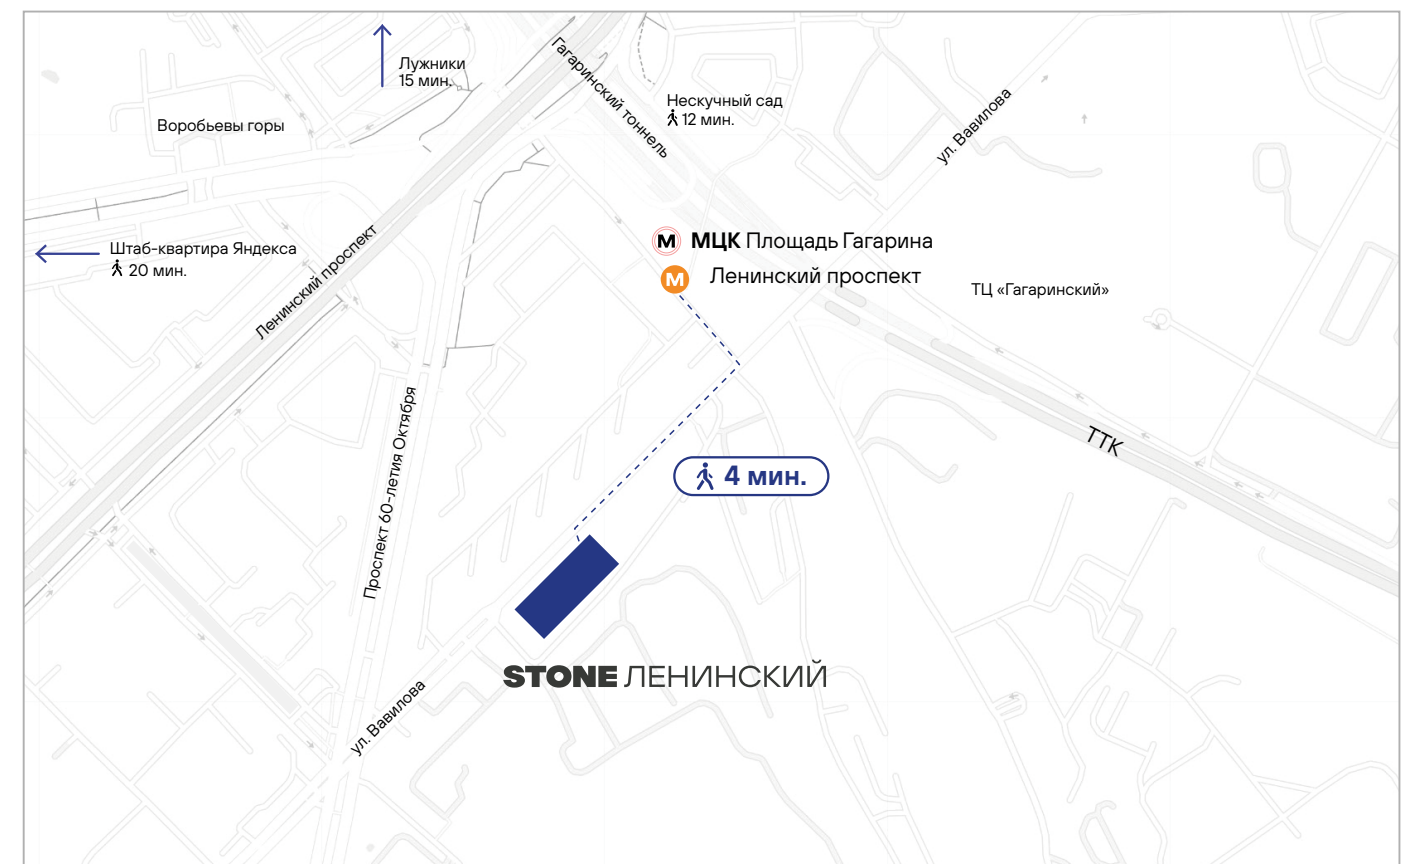 Гагаринский тоннель
Лужники
15 мин.
Нескучный сад
12 мин.
ул. Вавилова
Воробьевы горы
Штаб-квартира Яндекса
20 мин.
Ленинский проспект
М МЦК Площадь Гагарина
М Ленинский проспект
ТЦ «Гагаринский»
Проспект 60-летия Октября
ТТК
4 мин.
STONE ЛЕНИНСКИЙ
ул. Вавилова